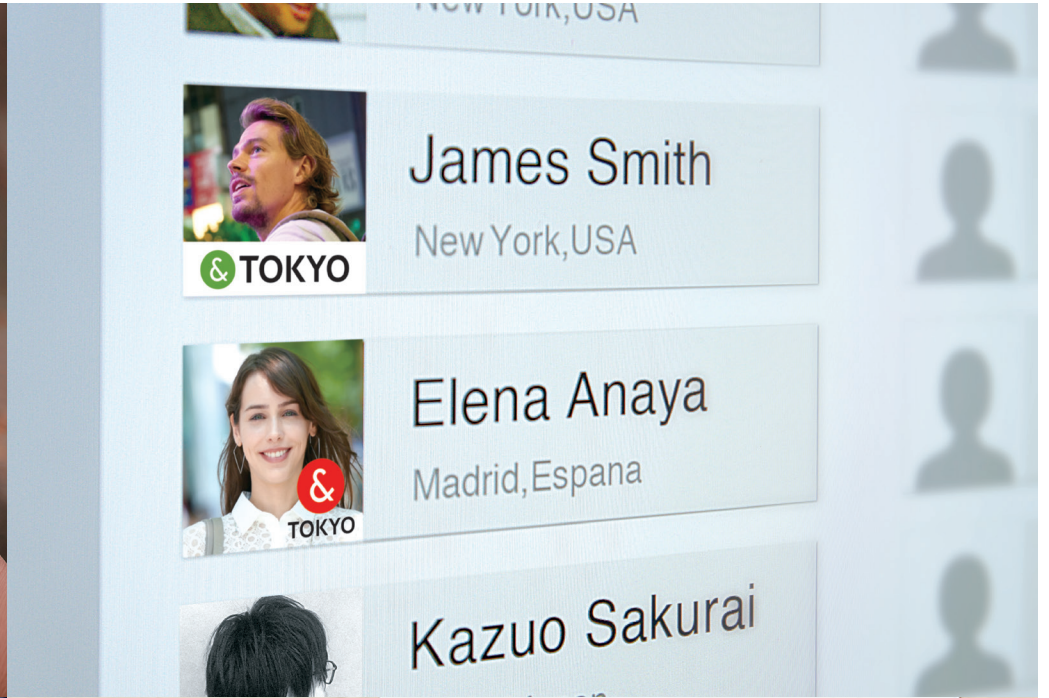 New York,USA
James Smith
New York,USA
& TOKYO
Elena Anaya
Madrid,Espana
&
TOKYO
Kazuo Sakurai